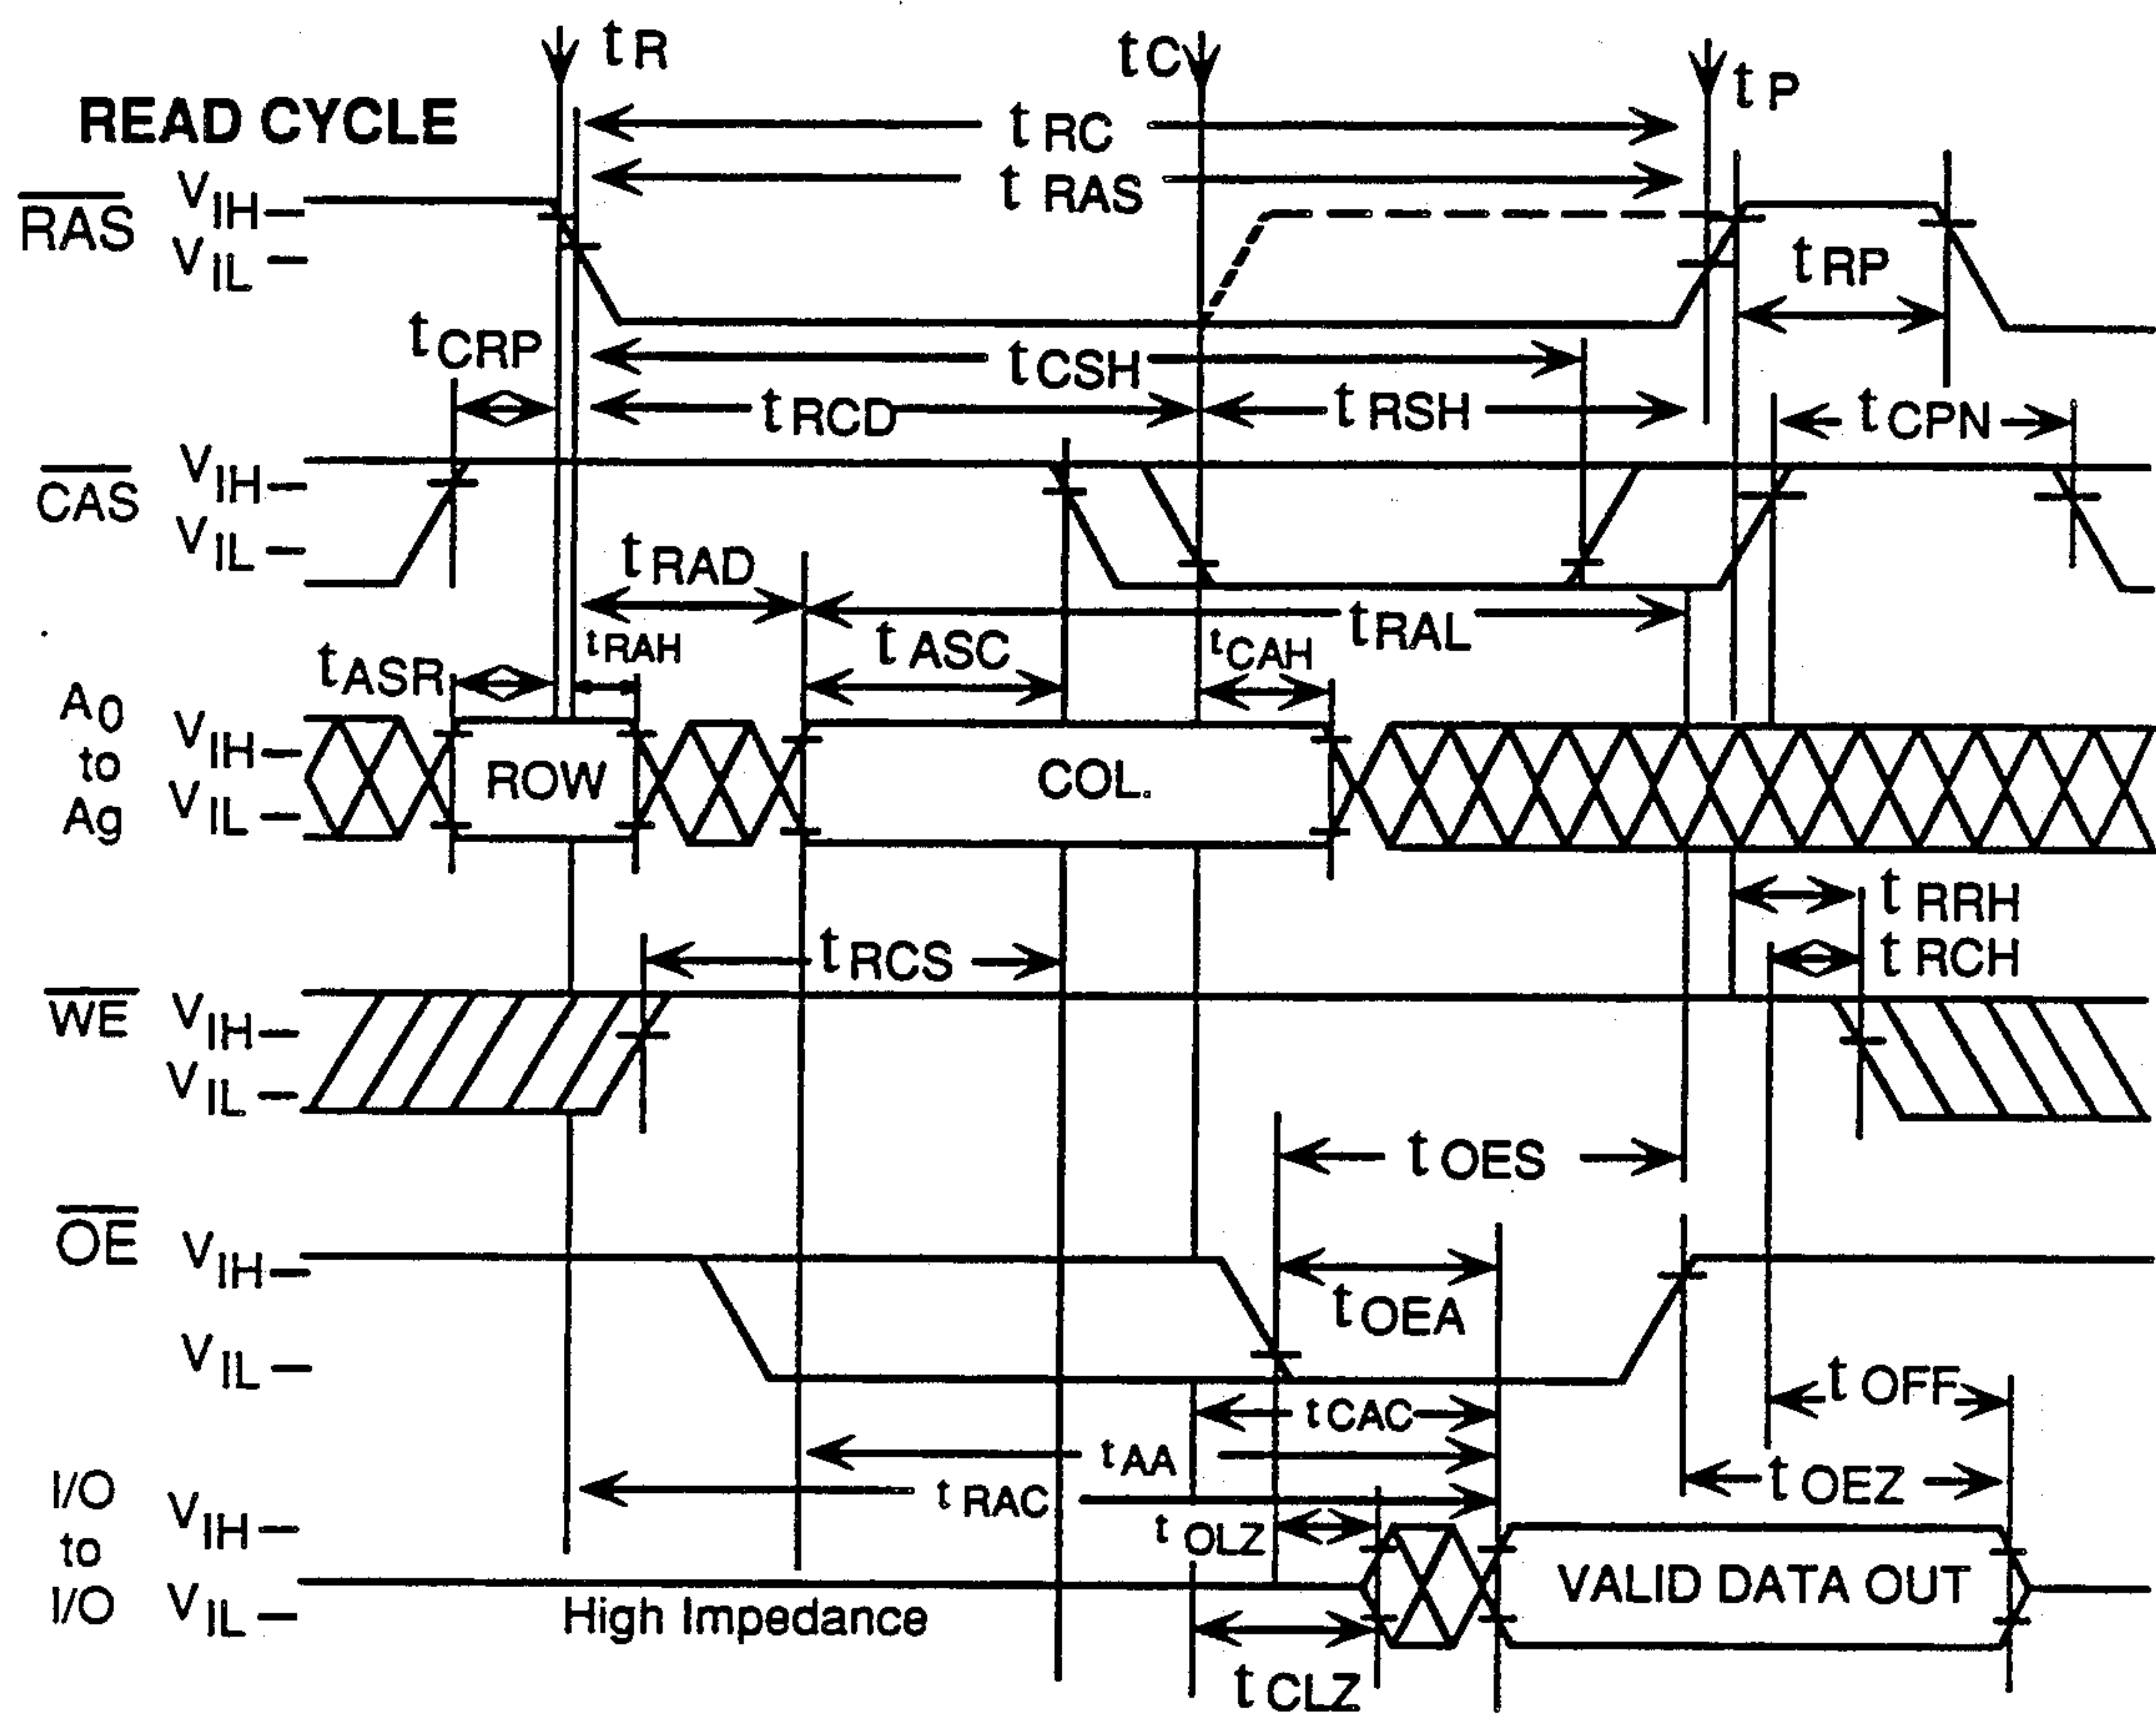 tR
tC
tP
READ CYCLE
tRC
tRAS
RAS
VIH
VIL
tRP
tCRP
tCSH
tRCD
tRSH
tCPN
CAS
VIH
VIL
tRAD
tRAL
tASR
tRAH
tASC
tCAH
A0
to
Ag
VIH
VIL
ROW
COL.
tRRH
tRCS
tRCH
WE
VIH
VIL
tOES
OE
VIH
VIL
tOEA
tOFF
tCAC
tAA
tRAC
tOEZ
tOLZ
I/O
to
I/O
VIH
VIL
VALID DATA OUT
High Impedance
tCLZ